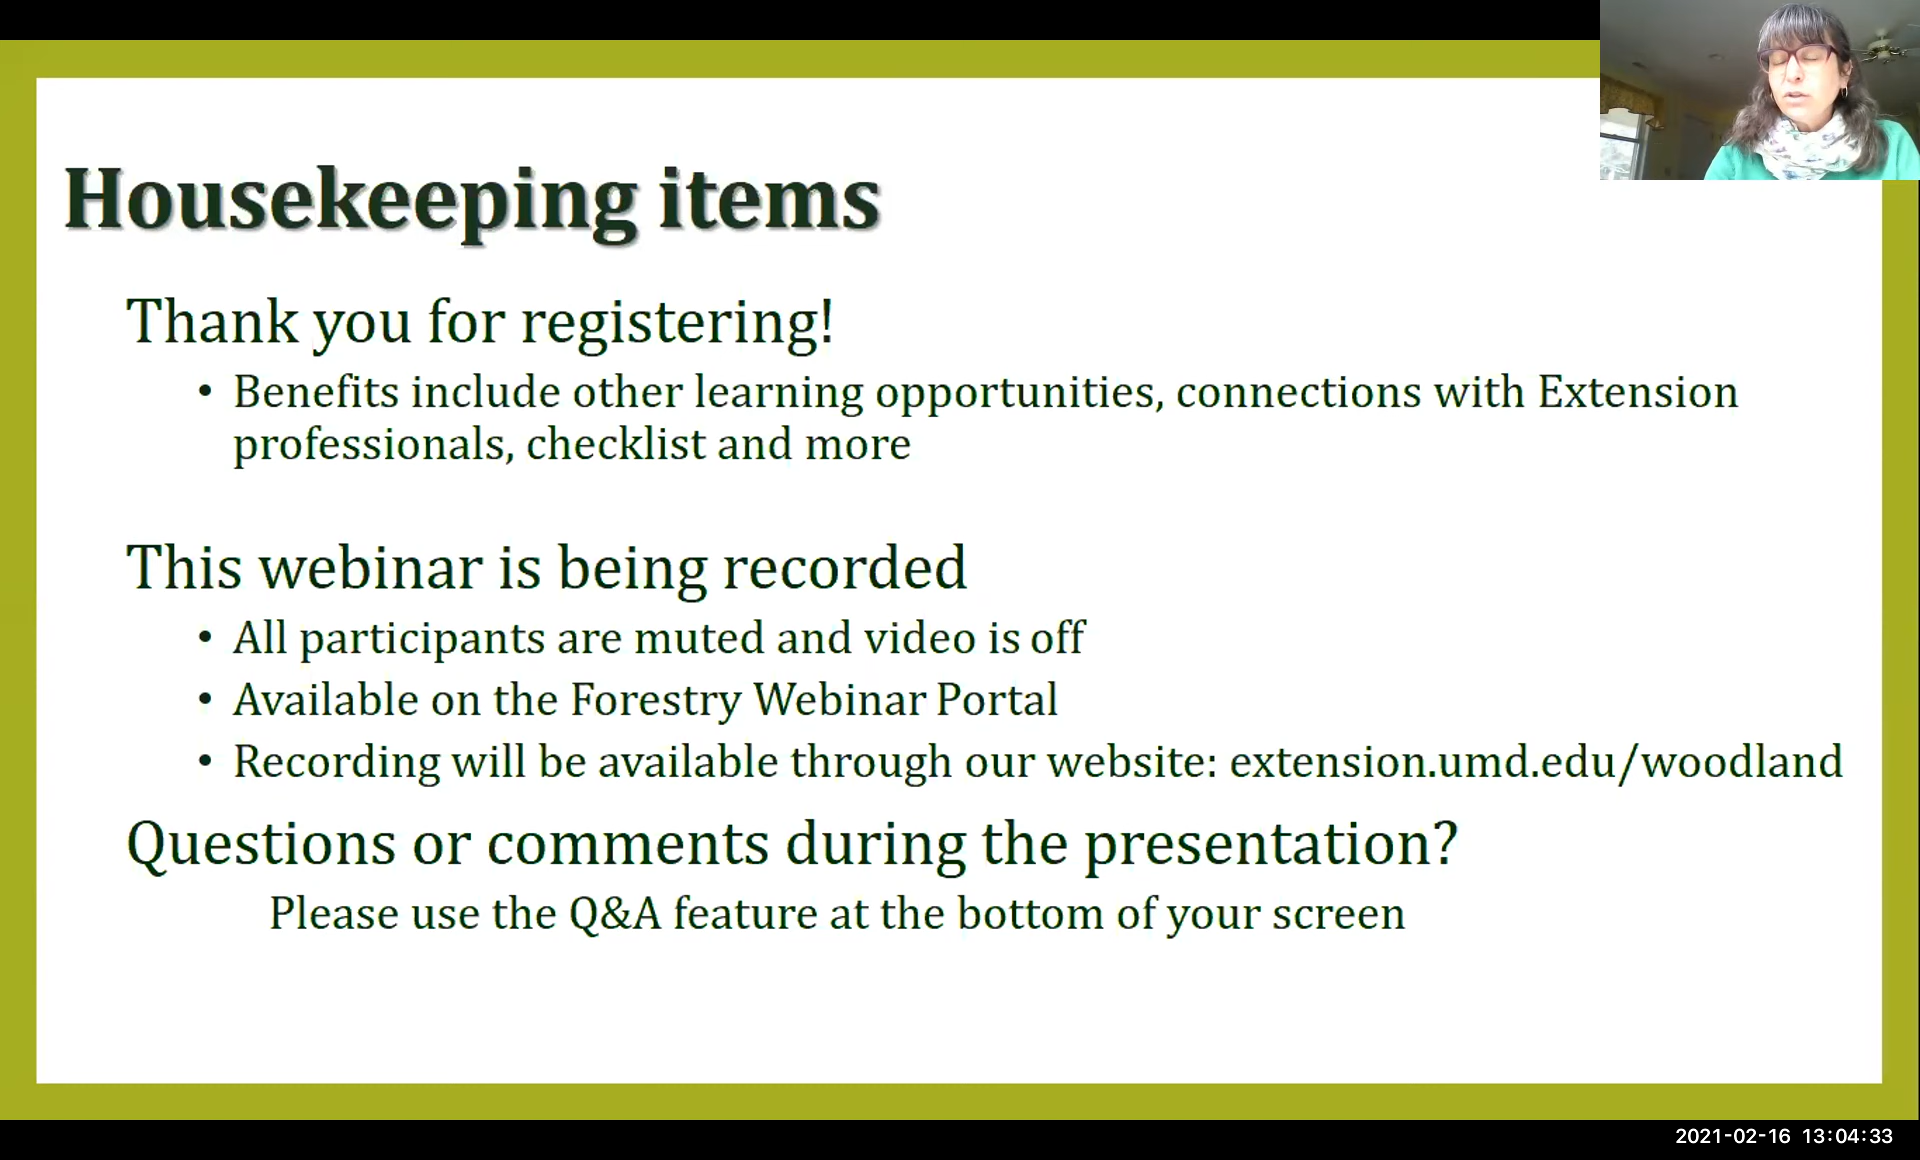 Housekeeping items
Thank you for registering!
• Benefits include other learning opportunities, connections with Extension
professionals, checklist and more
This webinar is being recorded
• All participants are muted and video is off
• Available on the Forestry Webinar Portal
• Recording will be available through our website: extension.umd.edu/woodland
Questions or comments during the presentation?
Please use the Q&A feature at the bottom of your screen
2021-02-16 13:04:33